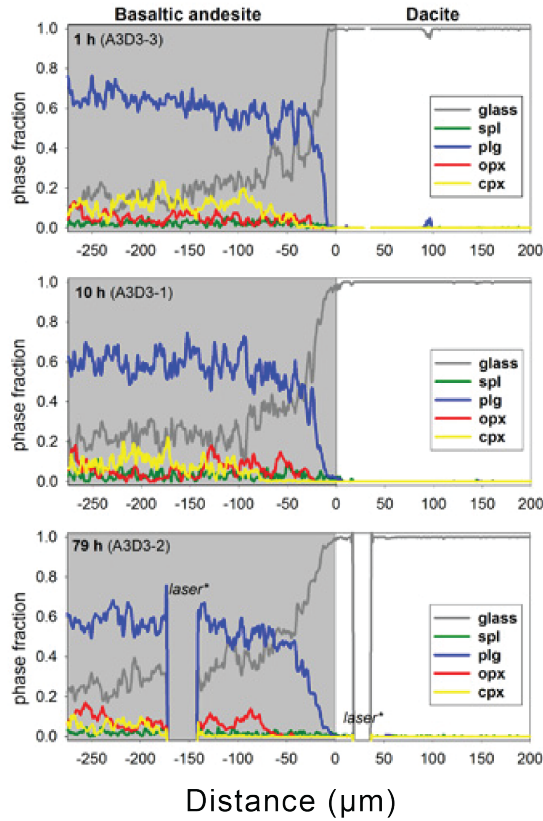 Basaltic andesite Dacite
1 h (A3D3-3)
phase fraction
1.0
0.8
0.6
0.4
0.2
0.0
glass
spl
plg
opx
cpx
-250 -200 -150 -100 -50 0 50 100 150 200
10 h (A3D3-1)
phase fraction
1.0
0.8
0.6
0.4
0.2
0.0
glass
spl
plg
opx
cpx
-250 -200 -150 -100 -50 0 50 100 150 200
79 h (A3D3-2)
phase fraction
1.0
0.8
0.6
0.4
0.2
0.0
laser*
laser*
glass
spl
plg
opx
cpx
-250 -200 -150 -100 -50 0 50 100 150 200
Distance (μm)